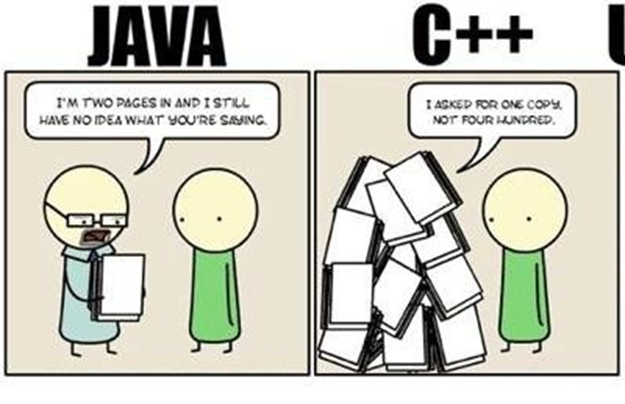 JAVA
C++
I'M TWO PAGES IN AND I STILL
HAVE NO IDEA WHAT YOU'RE SAYING.
I ASKED FOR ONE COPY,
NOT FOUR HUNDRED.